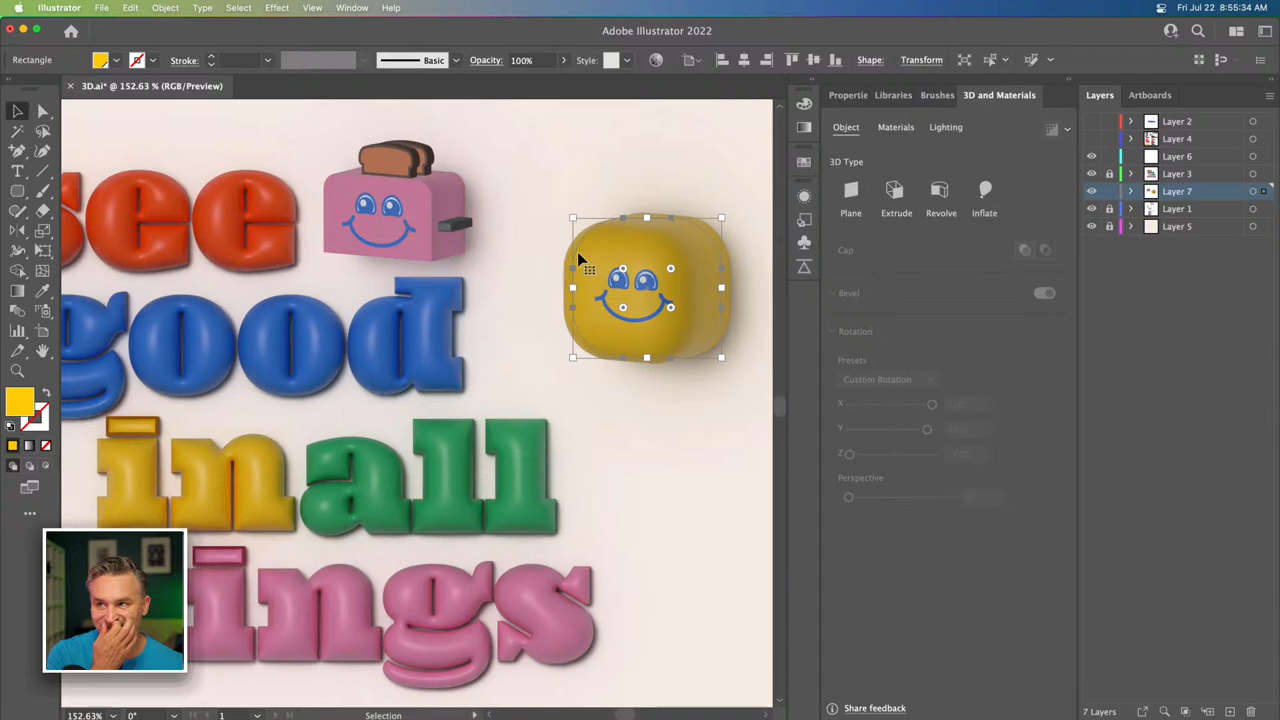 Illustrator File Edit Object Type Select Effect View Window Help Fri Jul 22 8:55:34 AM
Adobe Illustrator 2022
Rectangle Stroke: Basic Opacity: 100% Style: Shape: Transform
3D.ai* @ 152.63 % (RGB/Preview)
Propertie Libraries Brushes 3D and Materials Layers Artboards
Object Materials Lighting
3D Type
Plane Extrude Revolve Inflate
Cap
Bevel
Rotation
Presets
Custom Rotation
X
Y
Z
Perspective
Layer 2
Layer 4
Layer 6
Layer 3
Layer 7
Layer 1
Layer 5
see
good
in all
ings
152.63% 0° 1 Selection
Share feedback
7 Layers